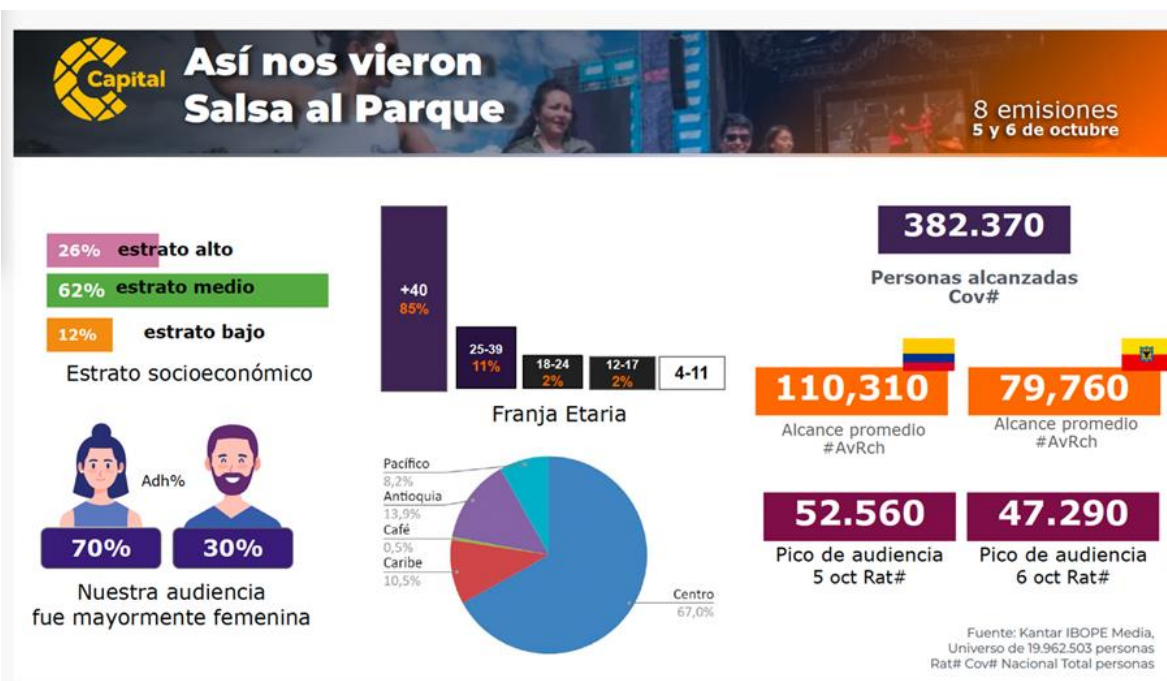 Capital
Así nos vieron
Salsa al Parque
8 emisiones
5 y 6 de octubre
26% estrato alto
62% estrato medio
12% estrato bajo
Estrato socioeconómico
Adh%
70%
30%
Nuestra audiencia
fue mayormente femenina
+40
85%
25-39
11%
18-24
2%
12-17
2%
4-11
Franja Etaria
Pacífico
8,2%
Antioquia
13,9%
Café
0,5%
Caribe
10,5%
Centro
67,0%
382.370
Personas alcanzadas
Cov#
110,310
Alcance promedio
#AvRch
79,760
Alcance promedio
#AvRch
52.560
Pico de audiencia
5 oct Rat#
47.290
Pico de audiencia
6 oct Rat#
Fuente: Kantar IBOPE Media,
Universo de 19.962.503 personas
Rat# Cov# Nacional Total personas